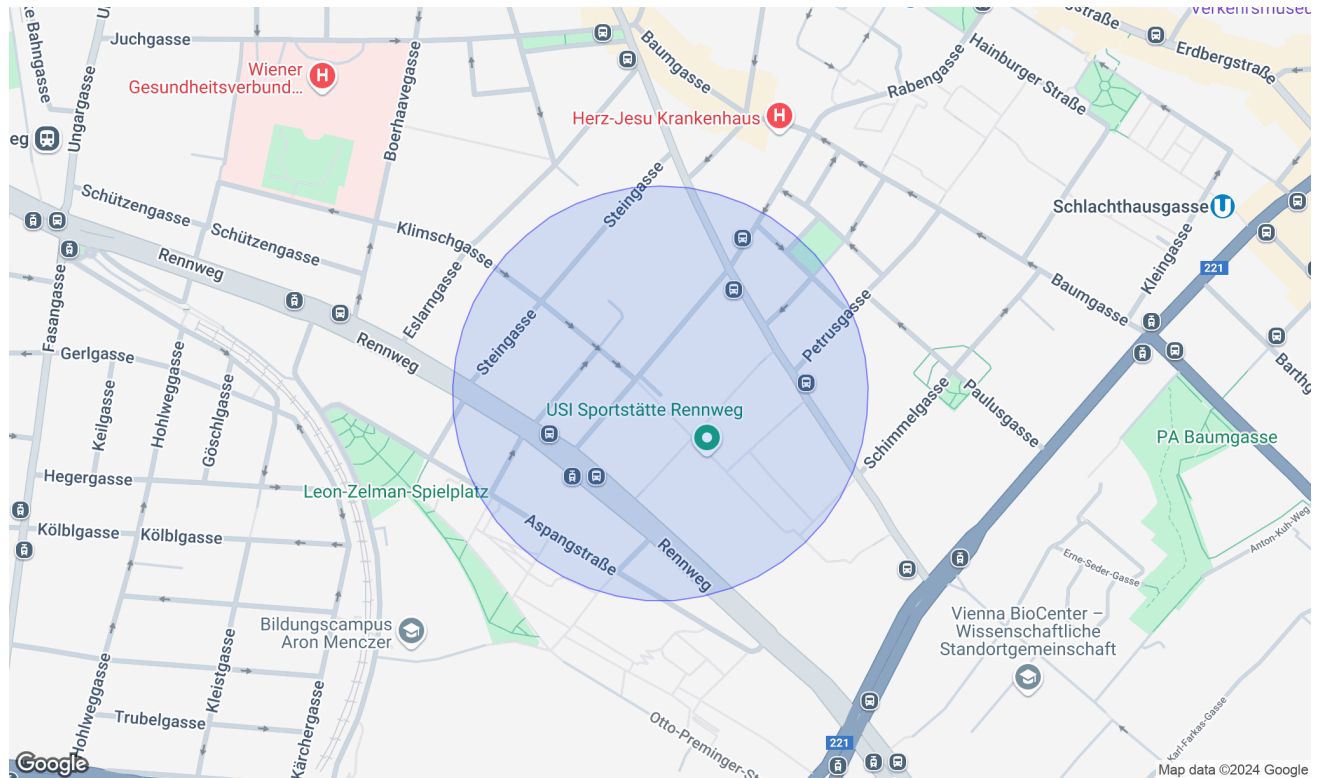 Verkehrsmuseu
Juchgasse
Baumgasse
Erdbergstraße
Hainburger Straße
Wiener
Gesundheitsverbund...
H
Rabengasse
Ungargasse
Boerhaavegasse
Herz-Jesu Krankenhaus
H
eg
Steingasse
Schützengasse
Schlachthausgasse
U
Klimschgasse
Schützengasse
Kleingasse
Rennweg
221
Eslarngasse
Baumgasse
Fasangasse
Petrusgasse
Steingasse
Rennweg
Gerlgasse
Barthg
Keilgasse
Hohlweggasse
Göschlgasse
Paulusgasse
Schimmelgasse
USI Sportstätte Rennweg
PA Baumgasse
Hegergasse
Leon-Zelman-Spielplatz
Kölblgasse
Kölblgasse
Aspangstraße
Anton-Kuh-Weg
Rennweg
Erne-Seder-Gasse
Bildungscampus
Aron Menczer
Vienna BioCenter –
Wissenschaftliche
Standortgemeinschaft
Kleistgasse
Hohlweggasse
Trubelgasse
Kärchergasse
Otto-Preminger-St
Karl-Farkas-Gasse
221
Google
Map data ©2024 Google